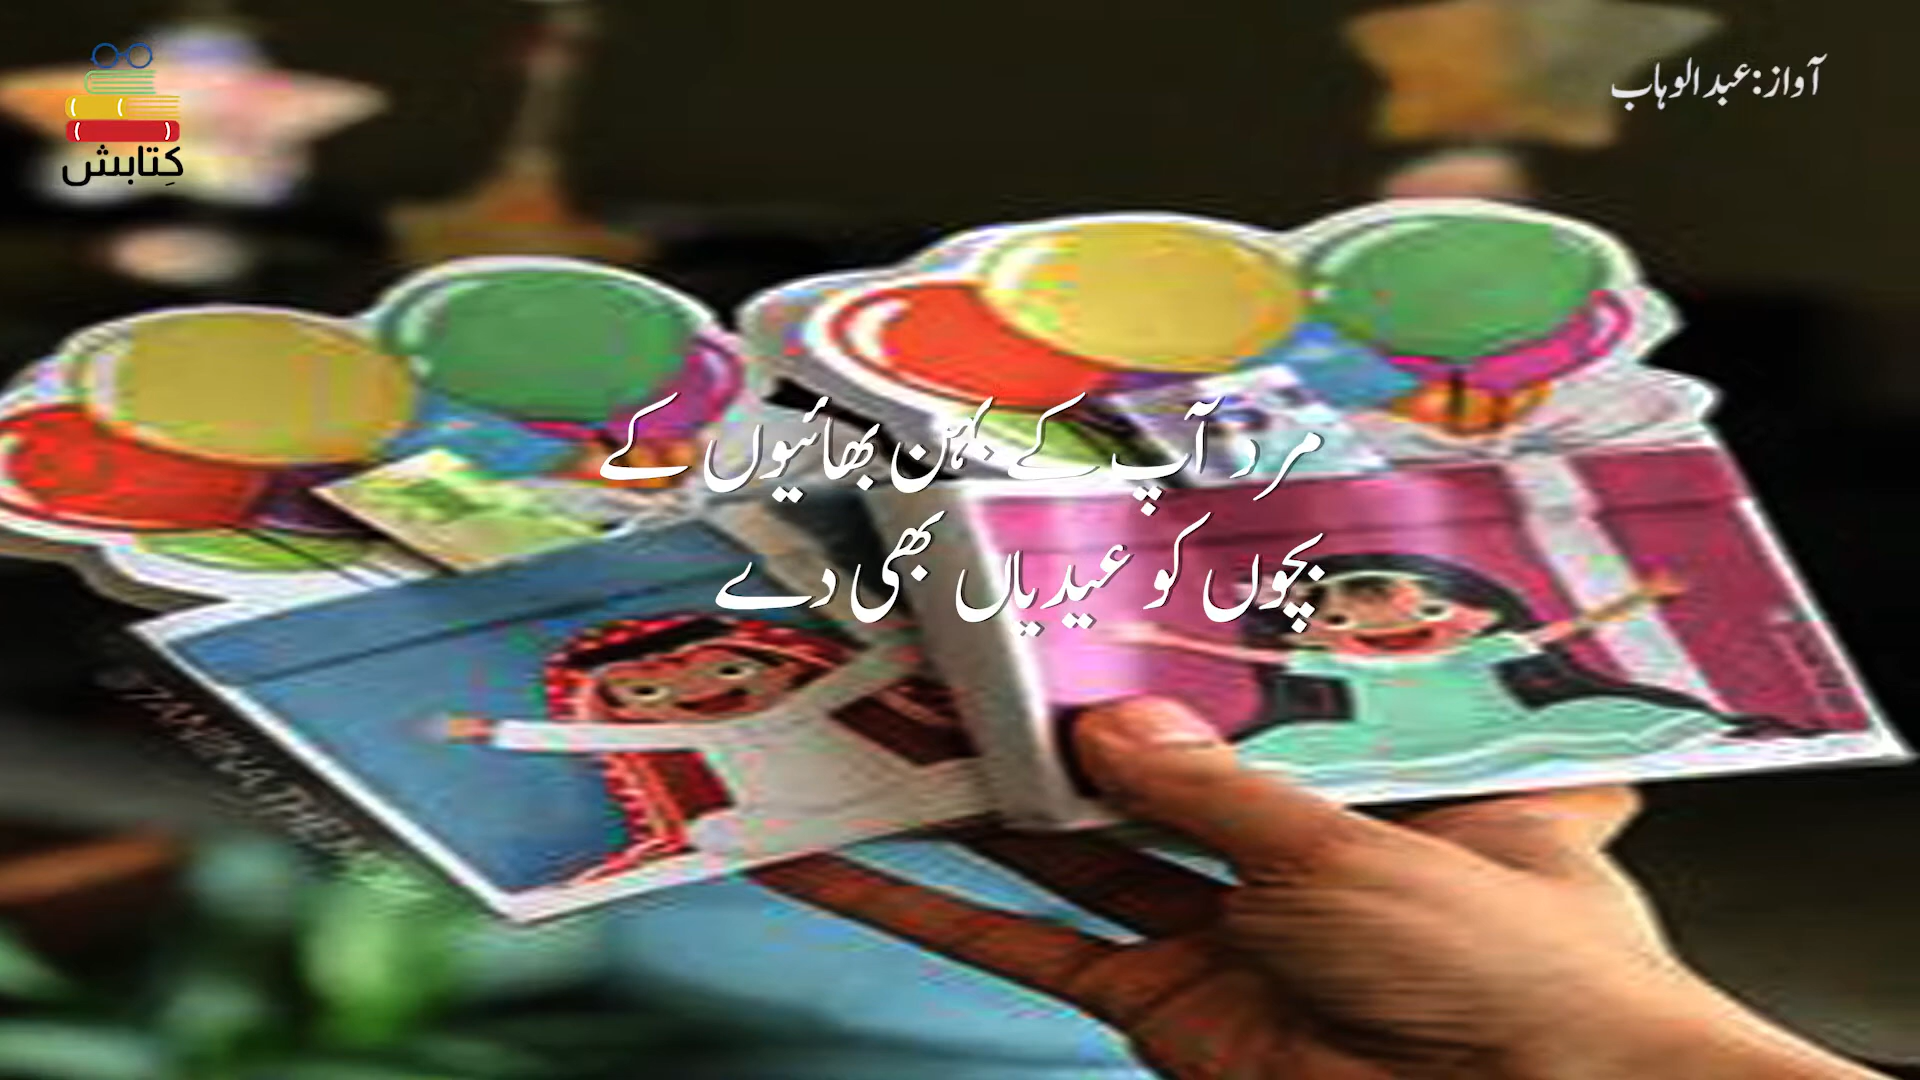 کِتابش
آواز: عبدالوہاب
مرد آپ کے بہن بھائیوں کے
بچوں کو عیدیاں بھی دے